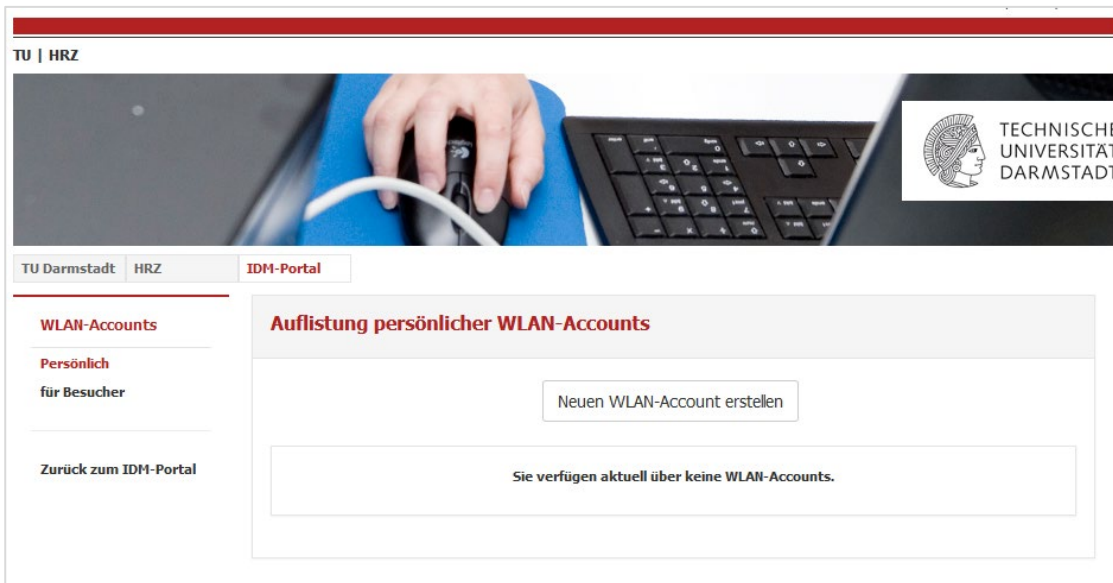 TU | HRZ
TECHNISCHE
UNIVERSITÄT
DARMSTADT
TU Darmstadt HRZ IDM-Portal
WLAN-Accounts
Persönlich
für Besucher
Zurück zum IDM-Portal
Auflistung persönlicher WLAN-Accounts
Neuen WLAN-Account erstellen
Sie verfügen aktuell über keine WLAN-Accounts.